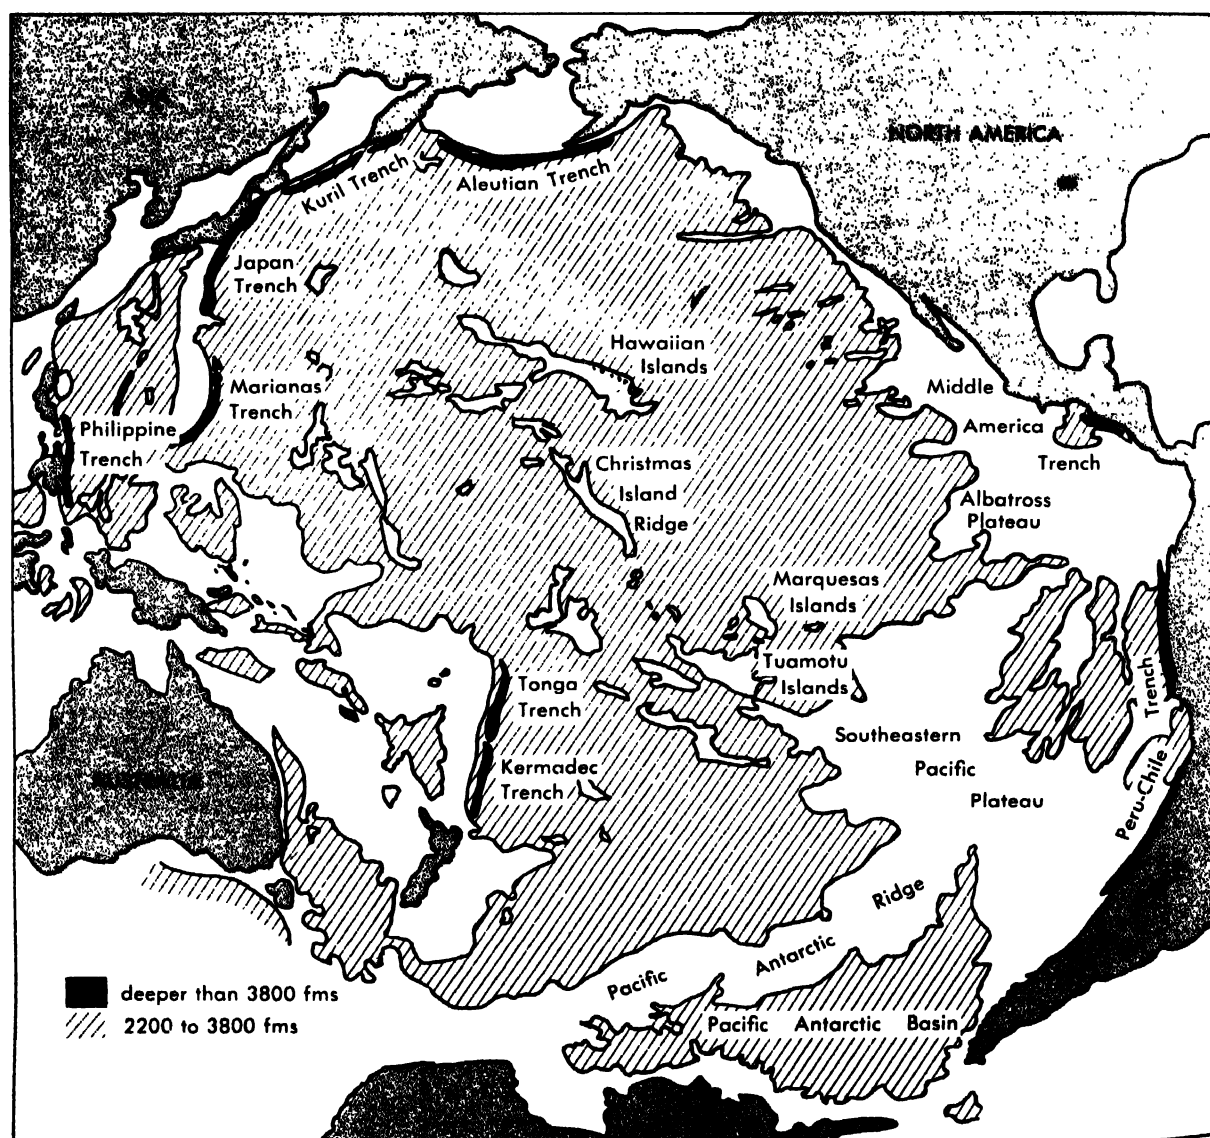 NORTH AMERICA
Kuril Trench
Aleutian Trench
Japan
Trench
Hawaiian
Islands
Marianas
Trench
Middle
America
Trench
Philippine
Trench
Christmas
Island
Ridge
Albatross
Plateau
Marquesas
Islands
Tuamotu
Islands
Tonga
Trench
Kermadec
Trench
Southeastern
Pacific
Plateau
Peru-Chile Trench
AUSTRALIA
Pacific Antarctic Ridge
deeper than 3800 fms
2200 to 3800 fms
Pacific Antarctic Basin